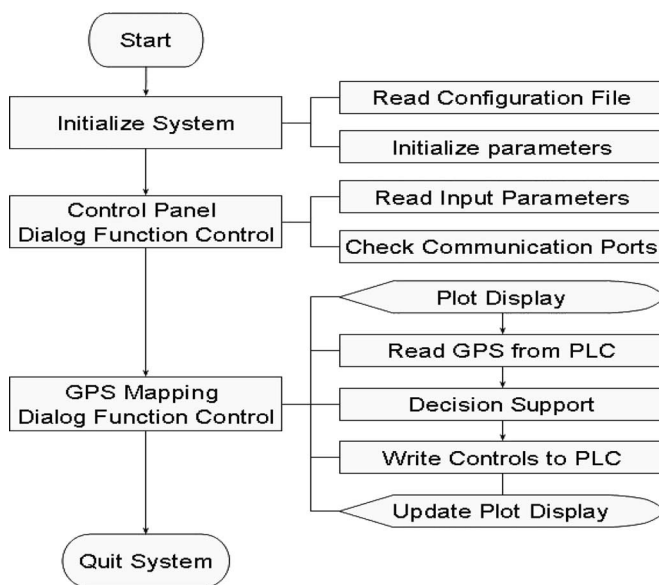 Start
Initialize System
Read Configuration File
Initialize parameters
Control Panel
Dialog Function Control
Read Input Parameters
Check Communication Ports
GPS Mapping
Dialog Function Control
Plot Display
Read GPS from PLC
Decision Support
Write Controls to PLC
Update Plot Display
Quit System